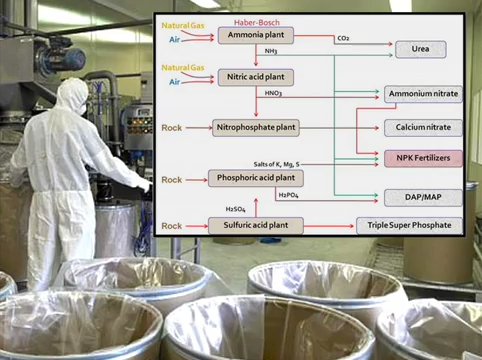 Haber-Bosch
Natural Gas
Air
Ammonia plant
CO2
Urea
NH3
Natural Gas
Air
Nitric acid plant
HNO3
Ammonium nitrate
Rock
Nitrophosphate plant
Calcium nitrate
Salts of K, Mg, S
NPK Fertilizers
Rock
Phosphoric acid plant
H2PO4
DAP/MAP
H2SO4
Rock
Sulfuric acid plant
Triple Super Phosphate